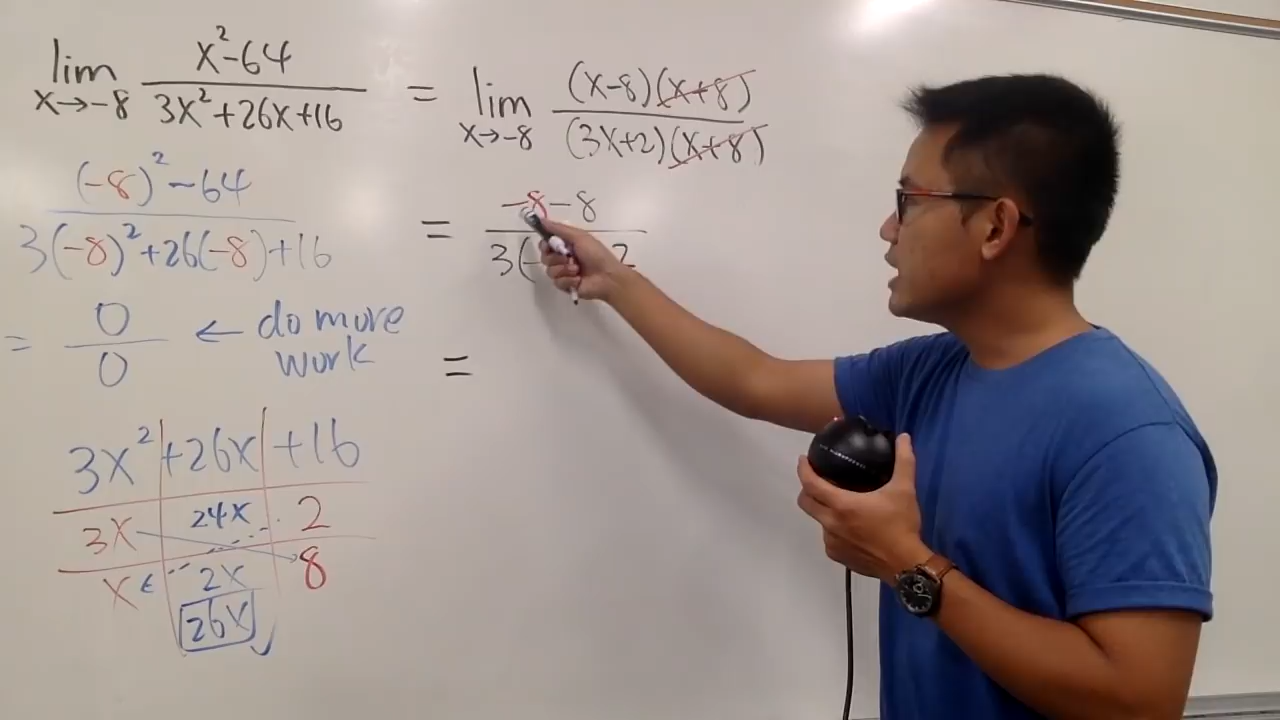 lim x→-8 x²-64 / 3x²+26x+16 = lim x→-8 (x-8)(x+8) / (3x+2)(x+8)
(-8)²-64 / 3(-8)²+26(-8)+16
= -8-8 / 3(- 2
= 0/0 ← do more work
=
3x² +26x +16
3x 24x 2
x 2x 8
26x ✓